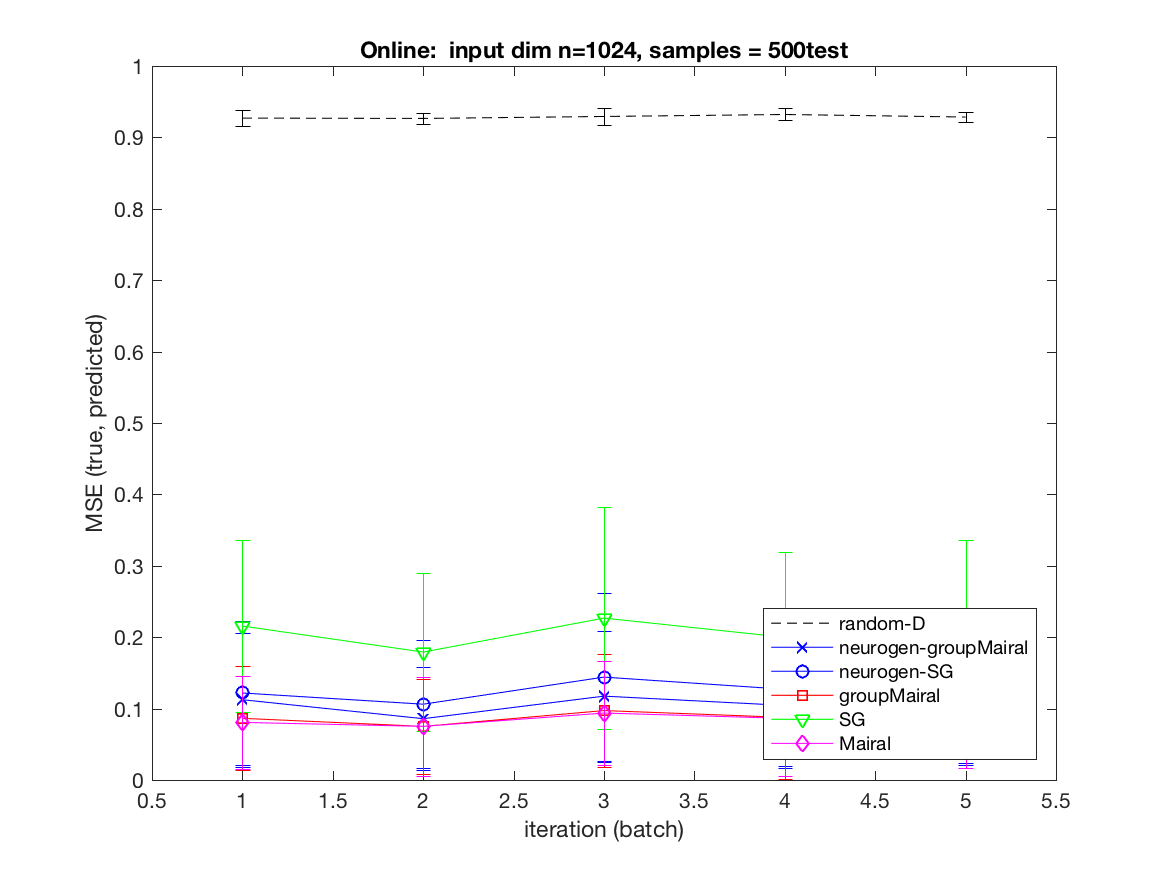 Online:  input dim n=1024, samples = 500test
1
0.9
0.8
0.7
0.6
0.5
0.4
0.3
0.2
0.1
0
MSE (true, predicted)
random-D
neurogen-groupMairal
neurogen-SG
groupMairal
SG
Mairal
0.5 1 1.5 2 2.5 3 3.5 4 4.5 5 5.5
iteration (batch)